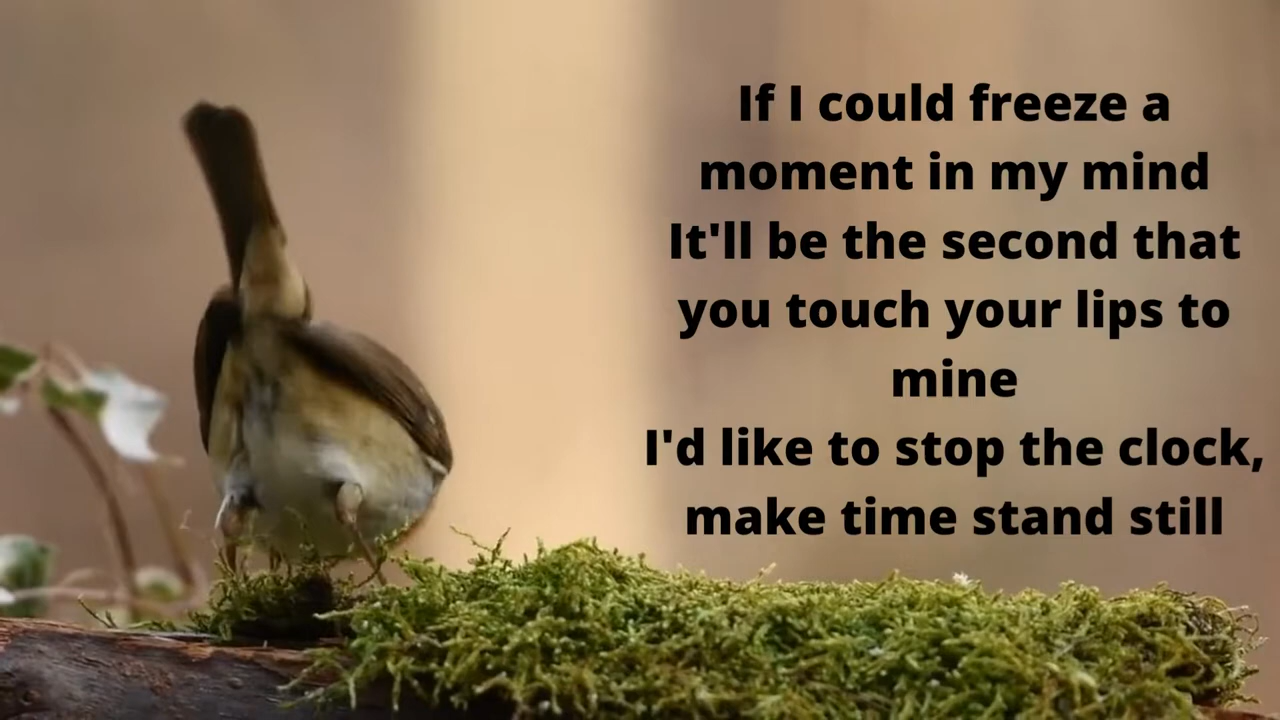 If I could freeze a
moment in my mind
It'll be the second that
you touch your lips to
mine
I'd like to stop the clock,
make time stand still